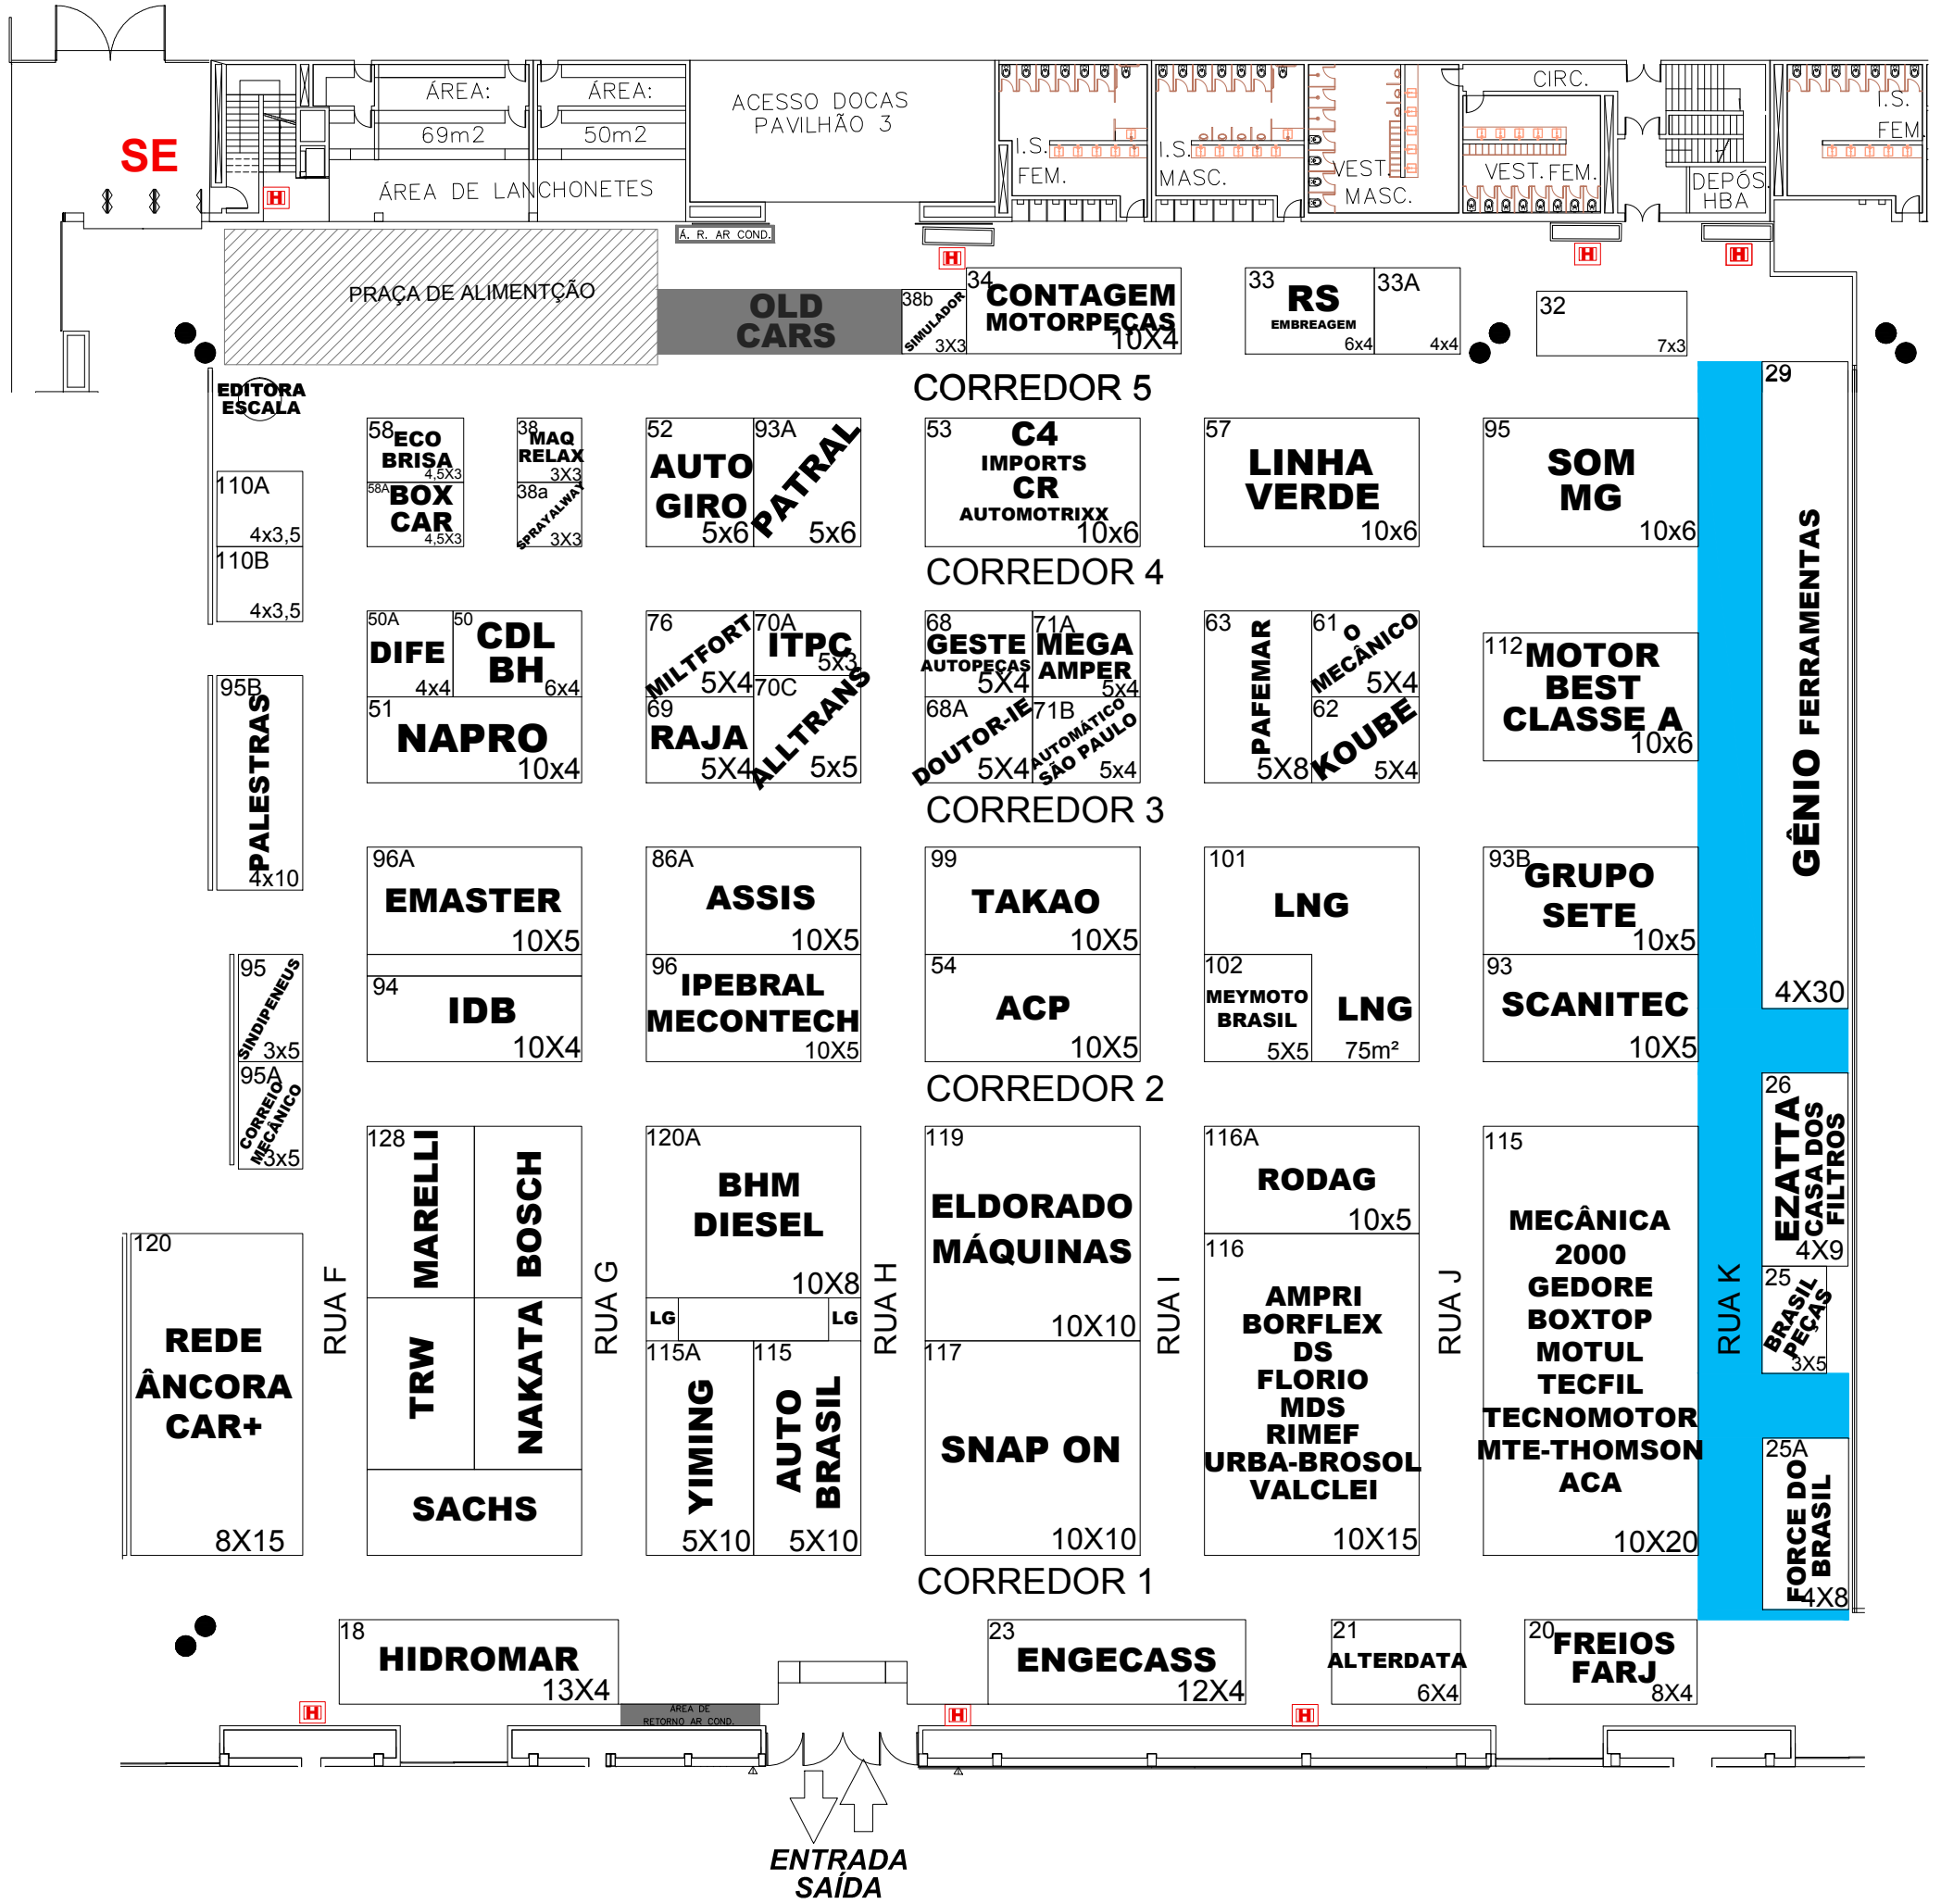 ÁREA:
69m2
ÁREA:
50m2
ÁREA DE LANCHONETES
ACESSO DOCAS
PAVILHÃO 3
I.S.
FEM.
I.S.
MASC.
VEST.
MASC.
CIRC.
VEST. FEM.
DEPÓS.
HBA
I.S.
FEM.
SE
H
Á. R. AR COND.
H
H
H
PRAÇA DE ALIMENTÇÃO
OLD
CARS
38b
SIMULADOR
3X3
34
CONTAGEM
MOTORPEÇAS
10X4
33
RS
EMBREAGEM
6x4
33A
4x4
32
7x3
CORREDOR 5
29
GÊNIO FERRAMENTAS
4X30
EDITORA
ESCALA
110A
4x3,5
110B
4x3,5
58
ECO
BRISA
4,5X3
58A
BOX
CAR
4,5X3
38
MAQ
RELAX
3X3
38a
SPRAYALWAY
3X3
52
AUTO
GIRO
5x6
93A
PATRAL
5x6
53
C4
IMPORTS
CR
AUTOMOTRIXX
10x6
57
LINHA
VERDE
10x6
95
SOM
MG
10x6
CORREDOR 4
95B
PALESTRAS
4x10
50A
DIFE
4x4
50
CDL
BH
6x4
51
NAPRO
10x4
76
MILTFORT
5X4
70A
ITPC
5x3
69
RAJA
5X4
70C
ALLTRANS
5x5
68
GESTE
AUTOPEÇAS
5X4
71A
MEGA
AMPER
5x4
68A
DOUTOR-IE
5X4
71B
AUTOMÁTICO
SÃO PAULO
5x4
63
PAFEMAR
5X8
61
O
MECÂNICO
5X4
62
KOUBE
5X4
112
MOTOR
BEST
CLASSE A
10x6
CORREDOR 3
96A
EMASTER
10X5
94
IDB
10X4
86A
ASSIS
10X5
96
IPEBRAL
MECONTECH
10X5
99
TAKAO
10X5
54
ACP
10X5
101
LNG
102
MEYMOTO
BRASIL
5X5
LNG
75m²
93B
GRUPO
SETE
10x5
93
SCANITEC
10X5
95
SINDIPENEUS
3x5
95A
CORREIO
MECÂNICO
3x5
CORREDOR 2
26
EZATTA
CASA DOS
FILTROS
4X9
25
BRASIL
PEÇAS
3X5
25A
FORCE DO
BRASIL
4X8
120
REDE
ÂNCORA
CAR+
8X15
RUA F
128
MARELLI
BOSCH
TRW
NAKATA
SACHS
RUA G
120A
BHM
DIESEL
10X8
LG
LG
115A
YIMING
5X10
115
AUTO
BRASIL
5X10
RUA H
119
ELDORADO
MÁQUINAS
10X10
117
SNAP ON
10X10
RUA I
116A
RODAG
10x5
116
AMPRI
BORFLEX
DS
FLORIO
MDS
RIMEF
URBA-BROSOL
VALCLEI
10X15
RUA J
115
MECÂNICA
2000
GEDORE
BOXTOP
MOTUL
TECFIL
TECNOMOTOR
MTE-THOMSON
ACA
10X20
RUA K
CORREDOR 1
18
HIDROMAR
13X4
23
ENGECASS
12X4
21
ALTERDATA
6X4
20
FREIOS
FARJ
8X4
H
ÁREA DE
RETORNO AR COND.
H
H
ENTRADA
SAÍDA